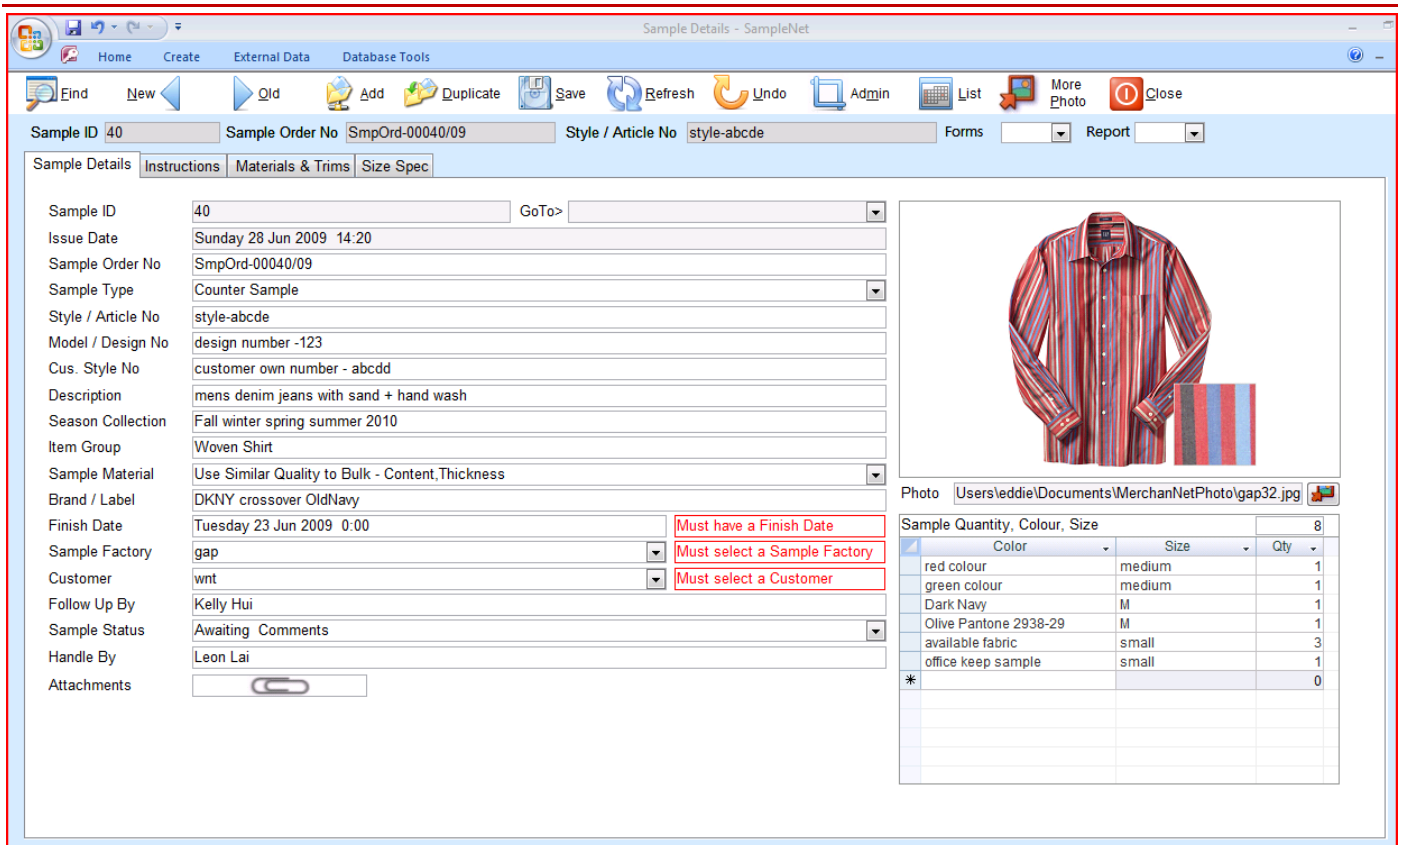 Sample Details - SampleNet
Home Create External Data Database Tools
Find New Old Add Duplicate Save Refresh Undo Admin List More Photo Close
Sample ID 40 Sample Order No SmpOrd-00040/09 Style / Article No style-abcde Forms Report
Sample Details Instructions Materials & Trims Size Spec
Sample ID 40 GoTo>
Issue Date Sunday 28 Jun 2009 14:20
Sample Order No SmpOrd-00040/09
Sample Type Counter Sample
Style / Article No style-abcde
Model / Design No design number -123
Cus. Style No customer own number - abcdd
Description mens denim jeans with sand + hand wash
Season Collection Fall winter spring summer 2010
Item Group Woven Shirt
Sample Material Use Similar Quality to Bulk - Content,Thickness
Brand / Label DKNY crossover OldNavy
Finish Date Tuesday 23 Jun 2009 0:00 Must have a Finish Date
Sample Factory gap Must select a Sample Factory
Customer wnt Must select a Customer
Follow Up By Kelly Hui
Sample Status Awaiting Comments
Handle By Leon Lai
Attachments
Photo Users\eddie\Documents\MerchanNetPhoto\gap32.jpg
Sample Quantity, Colour, Size 8
Color Size Qty
red colour medium 1
green colour medium 1
Dark Navy M 1
Olive Pantone 2938-29 M 1
available fabric small 3
office keep sample small 1
* 0